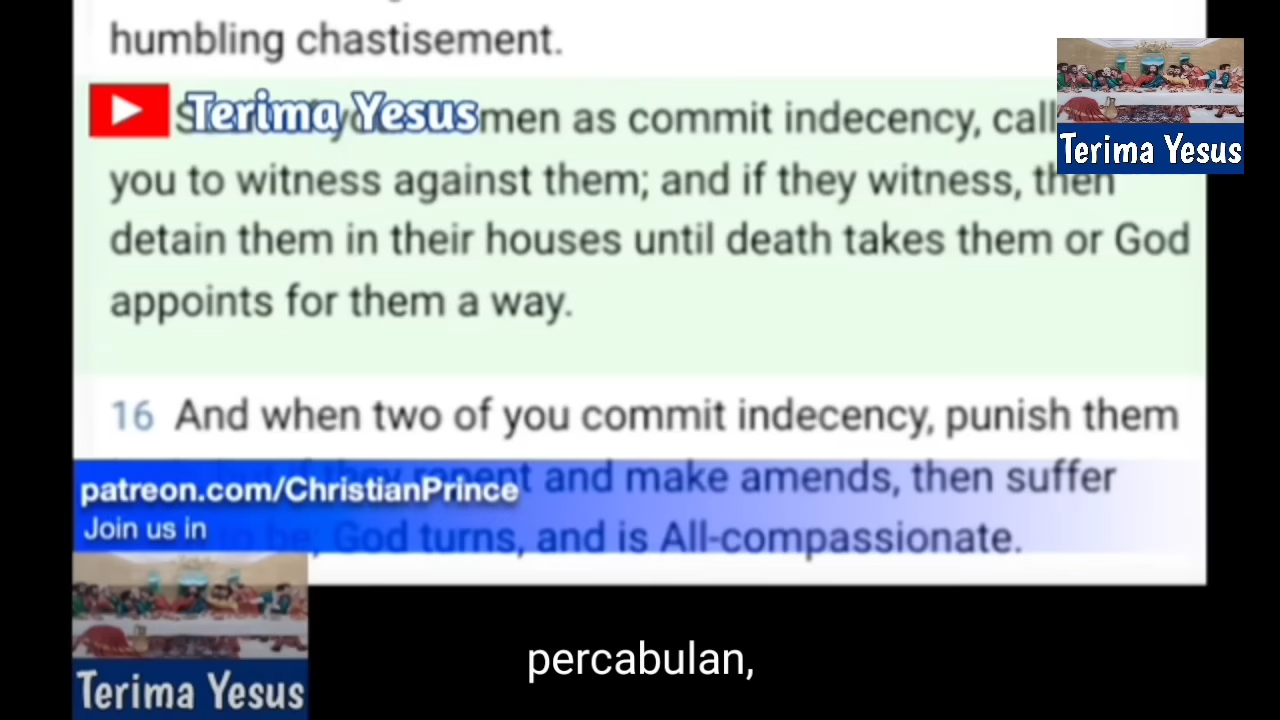 humbling chastisement.
Terima Yesus
men as commit indecency, call
Terima Yesus
you to witness against them; and if they witness, then
detain them in their houses until death takes them or God
appoints for them a way.
16 And when two of you commit indecency, punish them
repent and make amends, then suffer
patreon.com/ChristianPrince
Join us in
to be; God turns, and is All-compassionate.
Terima Yesus
percabulan,